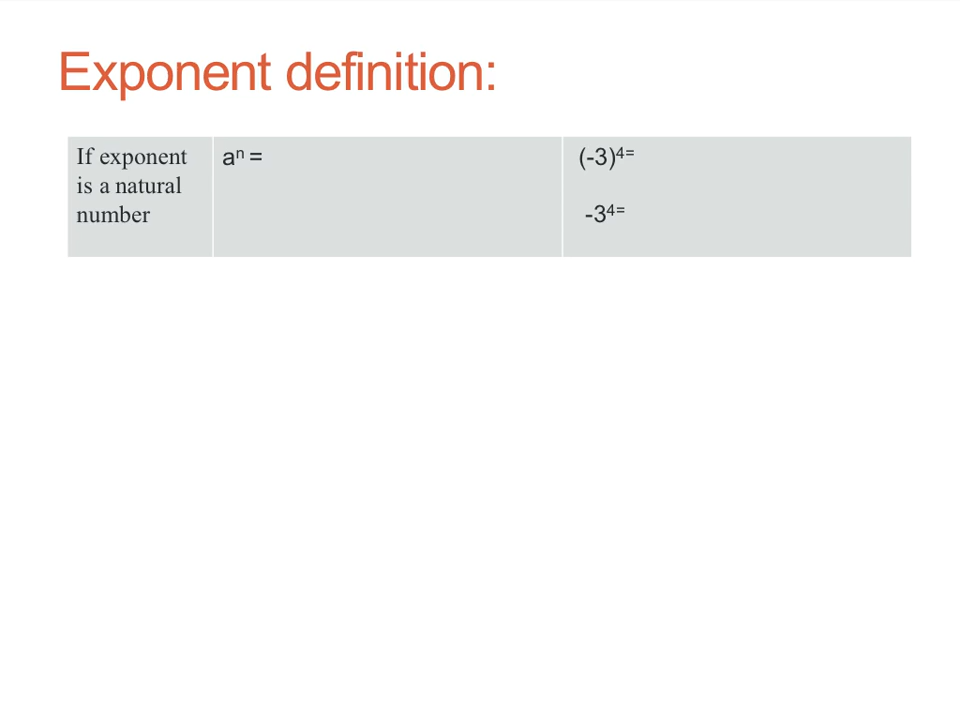 Exponent definition:
If exponent
is a natural
number
aⁿ =
(-3)⁴⁼
-3⁴⁼